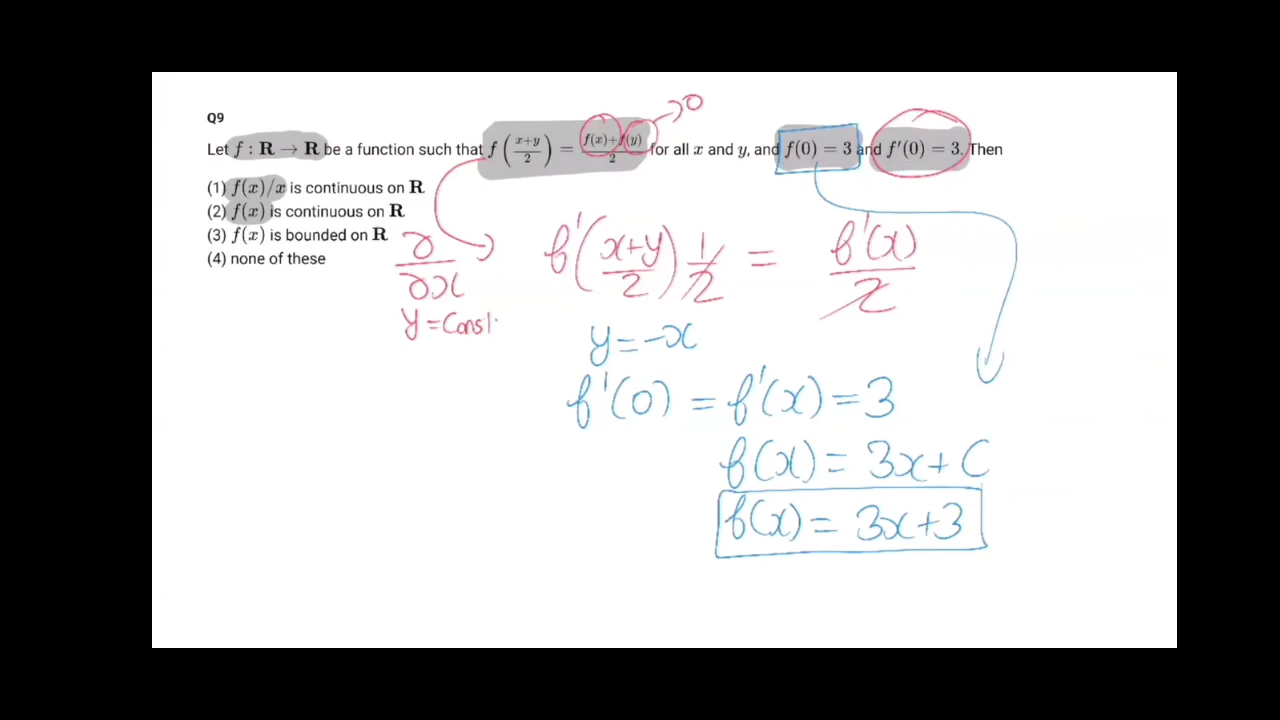 Q9
Let f : R → R be a function such that f((x+y)/2) = (f(x)+f(y))/2 for all x and y, and f(0) = 3 and f′(0) = 3. Then
→0
(1) f(x)/x is continuous on R
(2) f(x) is continuous on R
(3) f(x) is bounded on R
(4) none of these
∂/∂x f'((x+y)/2) 1/2 = f'(x)/2
y = Const.
y = -x
f'(0) = f'(x) = 3
f(x) = 3x + C
f(x) = 3x+3